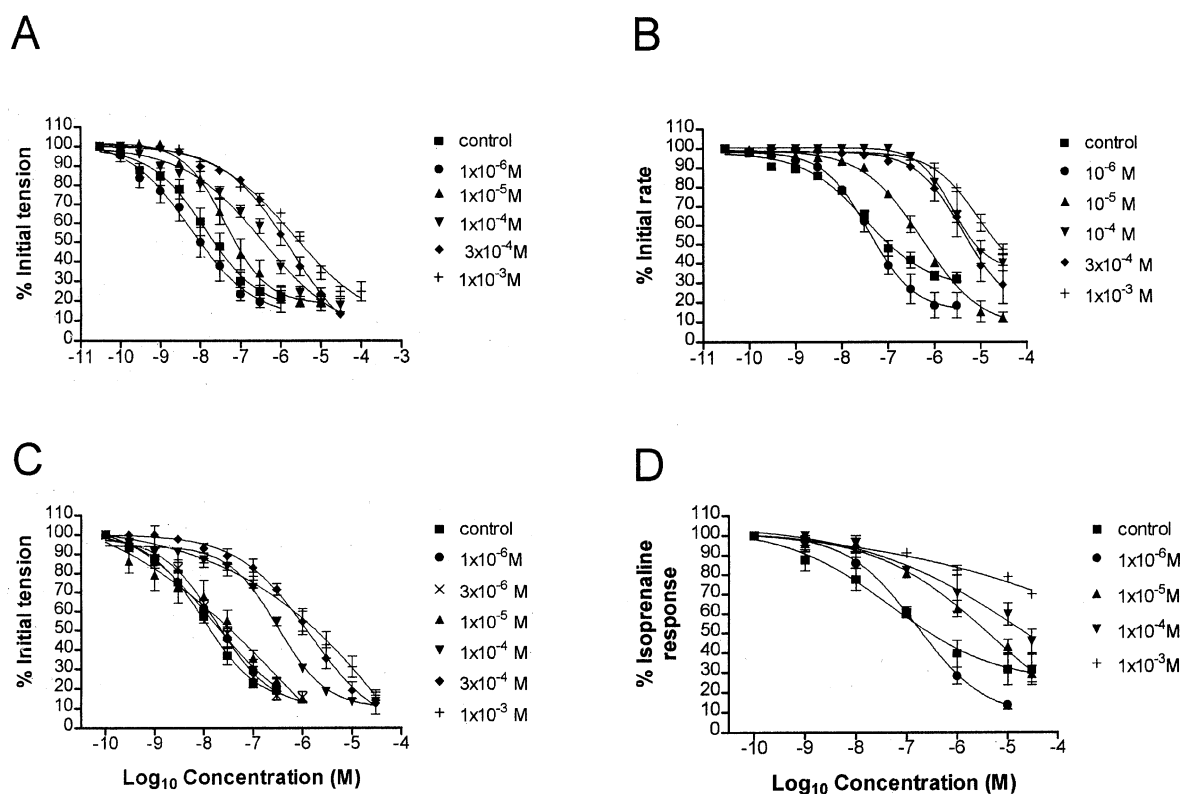 A
% Initial tension
110
100
90
80
70
60
50
40
30
20
10
0
-11 -10 -9 -8 -7 -6 -5 -4 -3
control
1x10⁻⁶M
1x10⁻⁵M
1x10⁻⁴M
3x10⁻⁴M
1x10⁻³M
B
% Initial rate
110
100
90
80
70
60
50
40
30
20
10
0
-11 -10 -9 -8 -7 -6 -5 -4
control
10⁻⁶ M
10⁻⁵ M
10⁻⁴ M
3x10⁻⁴ M
1x10⁻³ M
C
% Initial tension
110
100
90
80
70
60
50
40
30
20
10
0
-10 -9 -8 -7 -6 -5 -4
Log₁₀ Concentration (M)
control
1x10⁻⁶M
3x10⁻⁶ M
1x10⁻⁵ M
1x10⁻⁴ M
3x10⁻⁴ M
1x10⁻³ M
D
% Isoprenaline
response
110
100
90
80
70
60
50
40
30
20
10
0
-10 -9 -8 -7 -6 -5 -4
Log₁₀ Concentration (M)
control
1x10⁻⁶M
1x10⁻⁵M
1x10⁻⁴M
1x10⁻³M